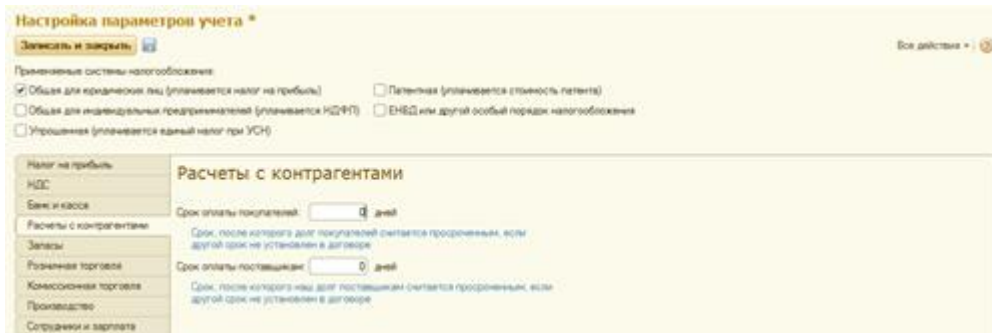 Настройка параметров учета *
Записать и закрыть
Все действия
Применяемые системы налогообложения:
Общая для юридических лиц (уплачивается налог на прибыль)
Патентная (уплачивается стоимость патента)
Общая для индивидуальных предпринимателей (уплачивается НДФЛ)
ЕНВД или другой особый порядок налогообложения
Упрощенная (уплачивается единый налог при УСН)
Налог на прибыль
НДС
Банк и касса
Расчеты с контрагентами
Запасы
Розничная торговля
Комиссионная торговля
Производство
Сотрудники и зарплата
Расчеты с контрагентами
Срок оплаты покупателей: 0 дней
Срок, после которого долг покупателей считается просроченным, если
другой срок не установлен в договоре
Срок оплаты поставщикам: 0 дней
Срок, после которого наш долг поставщикам считается просроченным, если
другой срок не установлен в договоре